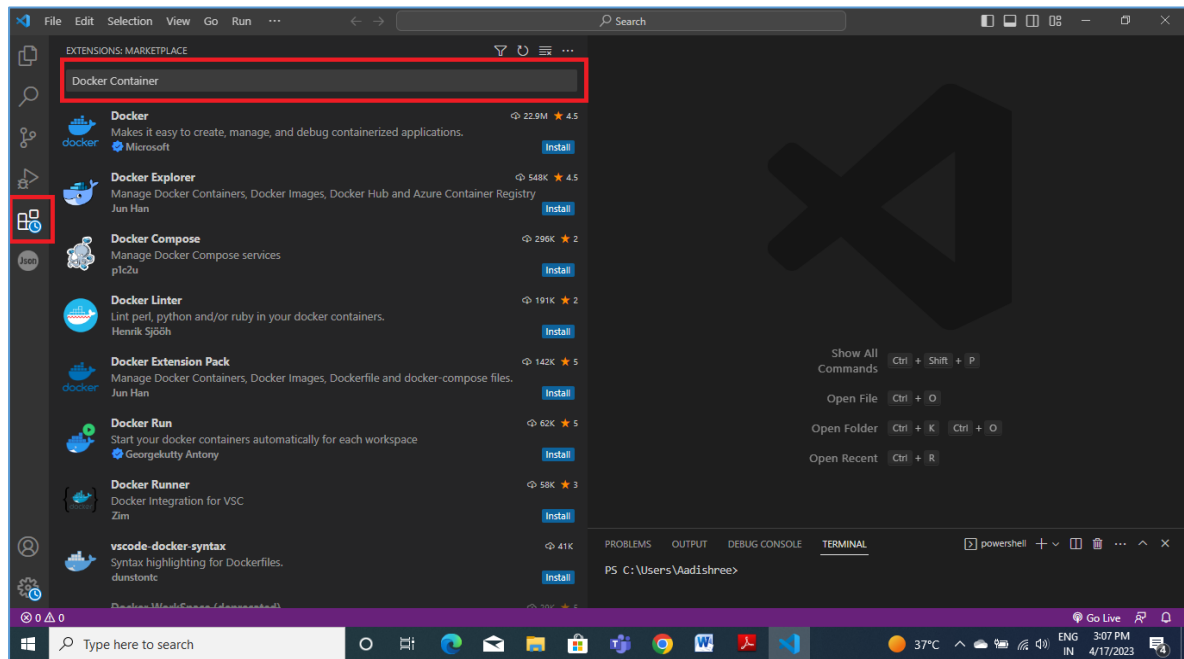 File Edit Selection View Go Run ···
Search
EXTENSIONS: MARKETPLACE
Docker Container
Docker 22.9M ★ 4.5
Makes it easy to create, manage, and debug containerized applications.
docker
Microsoft
Install
Docker Explorer 548K ★ 4.5
Manage Docker Containers, Docker Images, Docker Hub and Azure Container Registry
Jun Han
Install
Docker Compose 296K ★ 2
Manage Docker Compose services
p1c2u
Install
Docker Linter 191K ★ 2
Lint perl, python and/or ruby in your docker containers.
Henrik Sjööh
Install
Docker Extension Pack 142K ★ 5
Manage Docker Containers, Docker Images, Dockerfile and docker-compose files.
docker
Jun Han
Install
Docker Run 62K ★ 5
Start your docker containers automatically for each workspace
Georgekutty Antony
Install
Docker Runner 58K ★ 3
Docker Integration for VSC
Zim
Install
vscode-docker-syntax 41K
Syntax highlighting for Dockerfiles.
dunstontc
Install
Docker WorkSpace (deprecated)
Json
Show All Commands Ctrl + Shift + P
Open File Ctrl + O
Open Folder Ctrl + K Ctrl + O
Open Recent Ctrl + R
PROBLEMS OUTPUT DEBUG CONSOLE TERMINAL powershell
PS C:\Users\Aadishree>
0 0
Go Live
Type here to search
37°C
ENG
IN
3:07 PM
4/17/2023
4